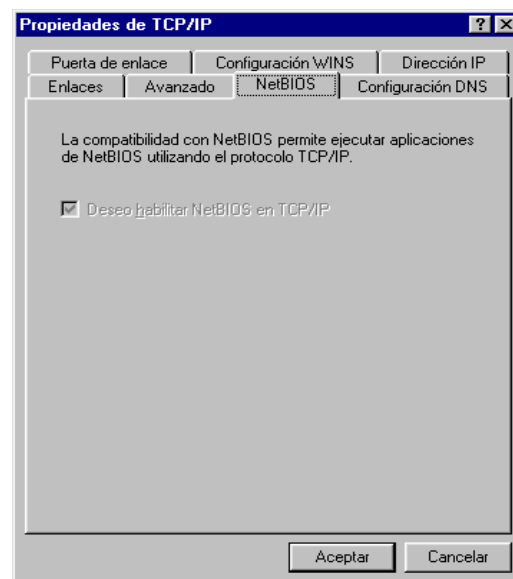 Propiedades de TCP/IP
Puerta de enlace Configuración WINS Dirección IP
Enlaces Avanzado NetBIOS Configuración DNS
La compatibilidad con NetBIOS permite ejecutar aplicaciones
de NetBIOS utilizando el protocolo TCP/IP.
Deseo habilitar NetBIOS en TCP/IP
Aceptar Cancelar